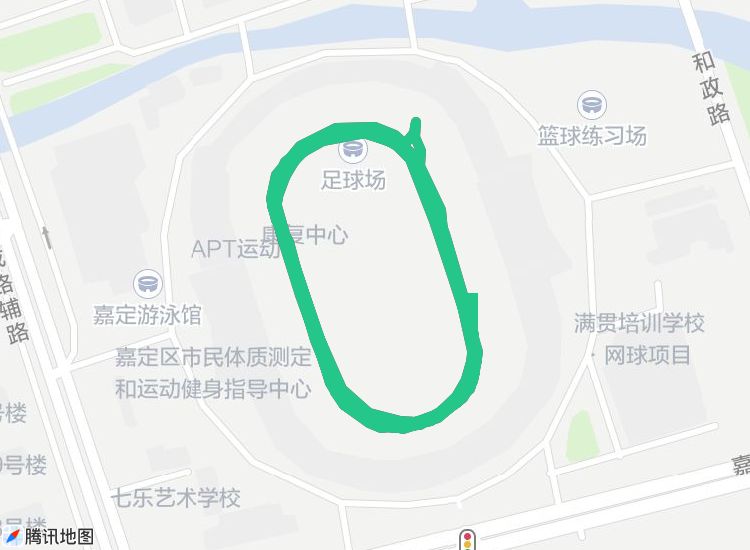 和政路
篮球练习场
足球场
康复中心
APT运动
路辅路
嘉定游泳馆
满贯培训学校
网球项目
嘉定区市民体质测定
和运动健身指导中心
号楼
号楼
七乐艺术学校
嘉
号楼
腾讯地图